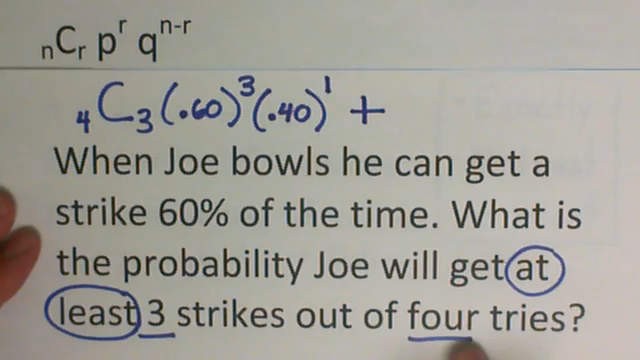 nCr p^r q^n-r
4C3(.60)^3(.40)^1 +
When Joe bowls he can get a
strike 60% of the time. What is
the probability Joe will get at
least 3 strikes out of four tries?